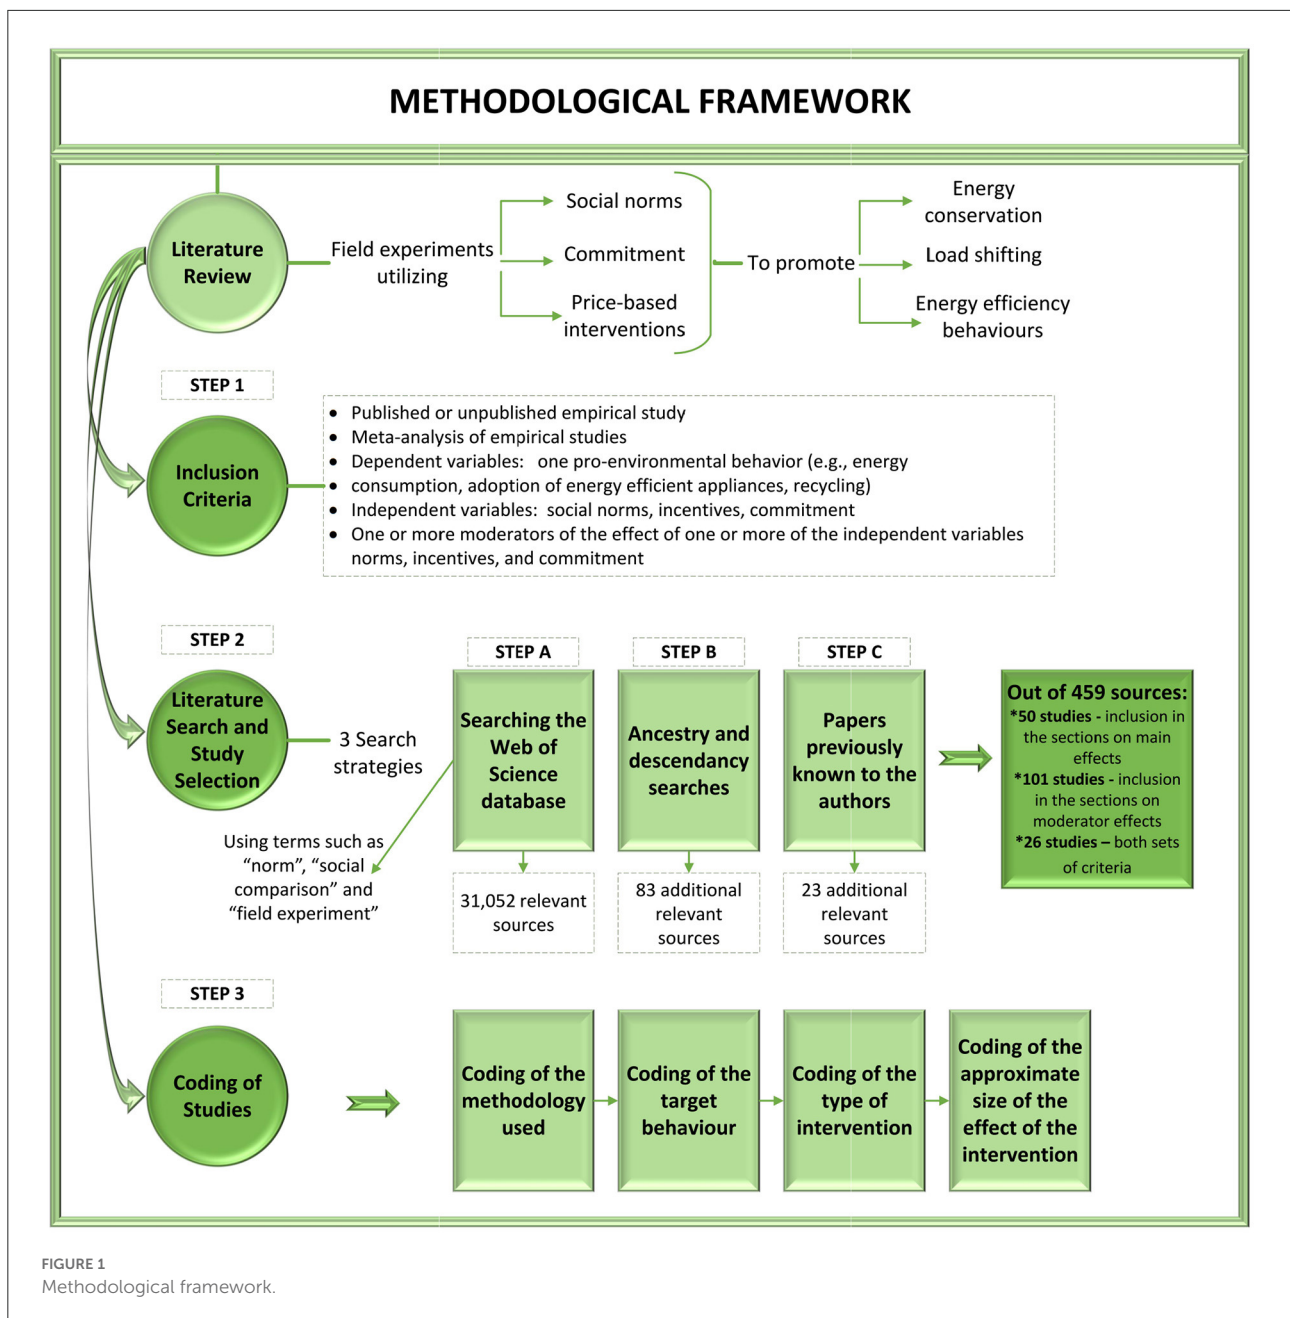 METHODOLOGICAL FRAMEWORK
Literature
Review
Field experiments
utilizing
Social norms
Commitment
Price-based
interventions
To promote
Energy
conservation
Load shifting
Energy efficiency
behaviours
STEP 1
Inclusion
Criteria
• Published or unpublished empirical study
• Meta-analysis of empirical studies
• Dependent variables: one pro-environmental behavior (e.g., energy
• consumption, adoption of energy efficient appliances, recycling)
• Independent variables: social norms, incentives, commitment
• One or more moderators of the effect of one or more of the independent variables
norms, incentives, and commitment
STEP 2
Literature
Search and
Study
Selection
3 Search
strategies
Using terms such as
“norm”, “social
comparison” and
“field experiment”
STEP A
Searching the
Web of
Science
database
31,052 relevant
sources
STEP B
Ancestry and
descendancy
searches
83 additional
relevant
sources
STEP C
Papers
previously
known to the
authors
23 additional
relevant
sources
Out of 459 sources:
*50 studies - inclusion in
the sections on main
effects
*101 studies - inclusion
in the sections on
moderator effects
*26 studies – both sets
of criteria
STEP 3
Coding of
Studies
Coding of the
methodology
used
Coding of the
target
behaviour
Coding of the
type of
intervention
Coding of the
approximate
size of the
effect of the
intervention
FIGURE 1
Methodological framework.